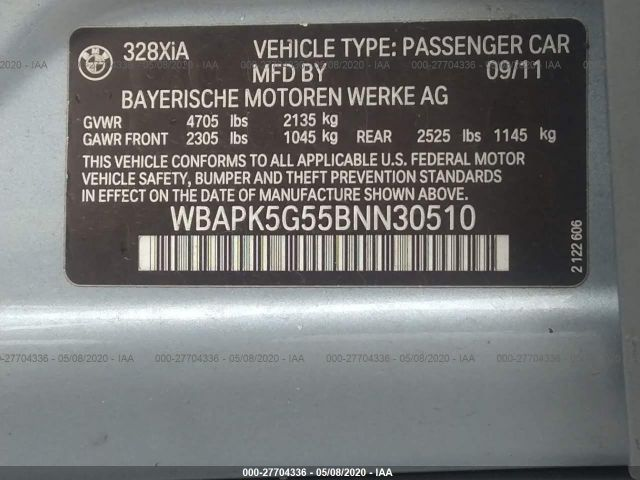 BMW
328XiA VEHICLE TYPE: PASSENGER CAR
MFD BY 09/11
BAYERISCHE MOTOREN WERKE AG
GVWR 4705 lbs 2135 kg
GAWR FRONT 2305 lbs 1045 kg REAR 2525 lbs 1145 kg
THIS VEHICLE CONFORMS TO ALL APPLICABLE U.S. FEDERAL MOTOR
VEHICLE SAFETY, BUMPER AND THEFT PREVENTION STANDARDS
IN EFFECT ON THE DATE OF MANUFACTURE SHOWN ABOVE.
WBAPK5G55BNN30510
2 122 606
000-27704336 - 05/08/2020 - IAA